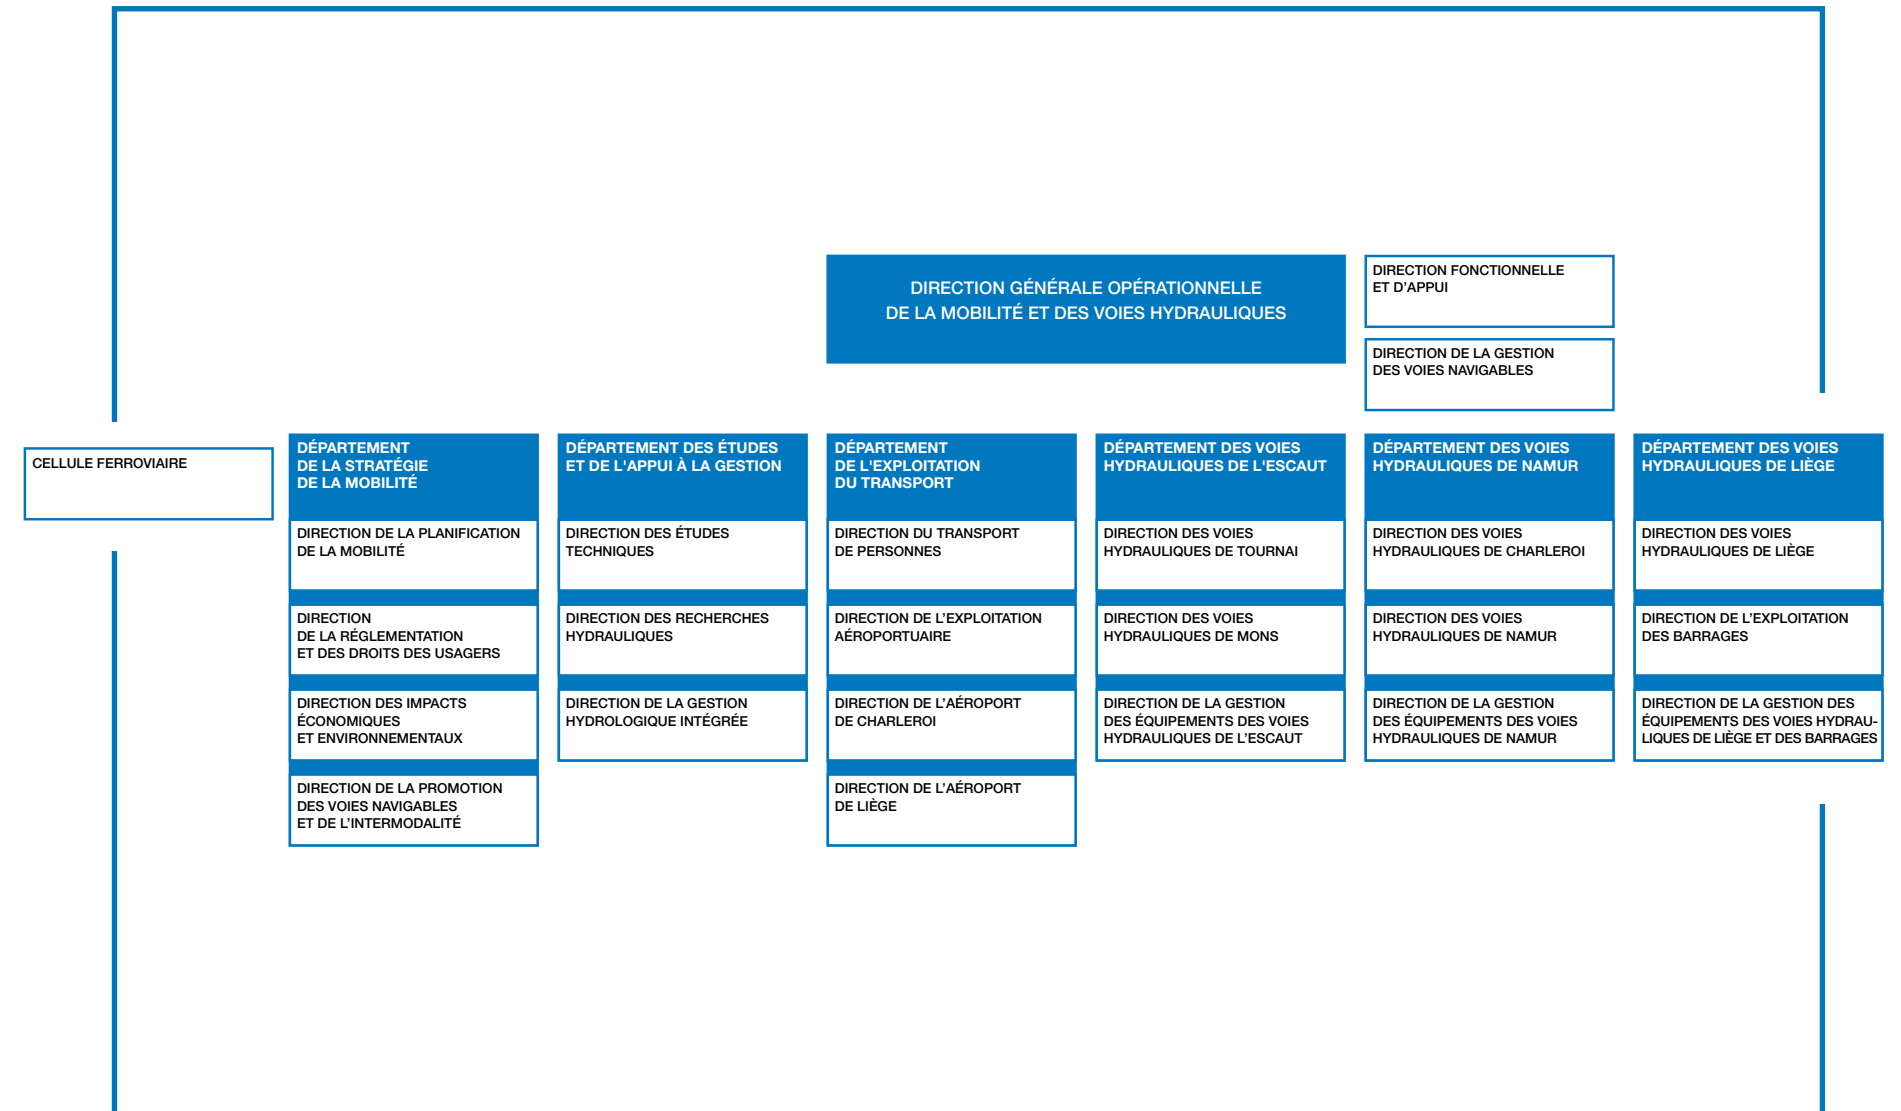 DIRECTION GÉNÉRALE OPÉRATIONNELLE
DE LA MOBILITÉ ET DES VOIES HYDRAULIQUES
DIRECTION FONCTIONNELLE
ET D'APPUI
DIRECTION DE LA GESTION
DES VOIES NAVIGABLES
CELLULE FERROVIAIRE
DÉPARTEMENT
DE LA STRATÉGIE
DE LA MOBILITÉ
DIRECTION DE LA PLANIFICATION
DE LA MOBILITÉ
DIRECTION
DE LA RÉGLEMENTATION
ET DES DROITS DES USAGERS
DIRECTION DES IMPACTS
ÉCONOMIQUES
ET ENVIRONNEMENTAUX
DIRECTION DE LA PROMOTION
DES VOIES NAVIGABLES
ET DE L’INTERMODALITÉ
DÉPARTEMENT DES ÉTUDES
ET DE L'APPUI À LA GESTION
DIRECTION DES ÉTUDES
TECHNIQUES
DIRECTION DES RECHERCHES
HYDRAULIQUES
DIRECTION DE LA GESTION
HYDROLOGIQUE INTÉGRÉE
DÉPARTEMENT
DE L'EXPLOITATION
DU TRANSPORT
DIRECTION DU TRANSPORT
DE PERSONNES
DIRECTION DE L’EXPLOITATION
AÉROPORTUAIRE
DIRECTION DE L’AÉROPORT
DE CHARLEROI
DIRECTION DE L’AÉROPORT
DE LIÈGE
DÉPARTEMENT DES VOIES
HYDRAULIQUES DE L'ESCAUT
DIRECTION DES VOIES
HYDRAULIQUES DE TOURNAI
DIRECTION DES VOIES
HYDRAULIQUES DE MONS
DIRECTION DE LA GESTION
DES ÉQUIPEMENTS DES VOIES
HYDRAULIQUES DE L’ESCAUT
DÉPARTEMENT DES VOIES
HYDRAULIQUES DE NAMUR
DIRECTION DES VOIES
HYDRAULIQUES DE CHARLEROI
DIRECTION DES VOIES
HYDRAULIQUES DE NAMUR
DIRECTION DE LA GESTION
DES ÉQUIPEMENTS DES VOIES
HYDRAULIQUES DE NAMUR
DÉPARTEMENT DES VOIES
HYDRAULIQUES DE LIÈGE
DIRECTION DES VOIES
HYDRAULIQUES DE LIÈGE
DIRECTION DE L’EXPLOITATION
DES BARRAGES
DIRECTION DE LA GESTION DES
ÉQUIPEMENTS DES VOIES HYDRAU-
LIQUES DE LIÈGE ET DES BARRAGES